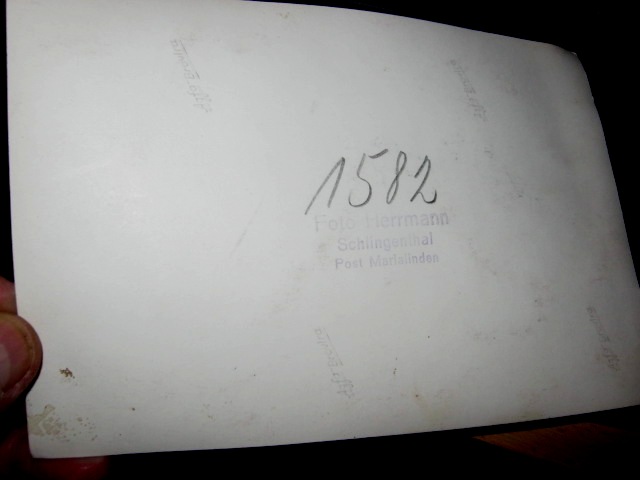 1582
Foto Herrmann
Schlingenthal
Post Marialinden